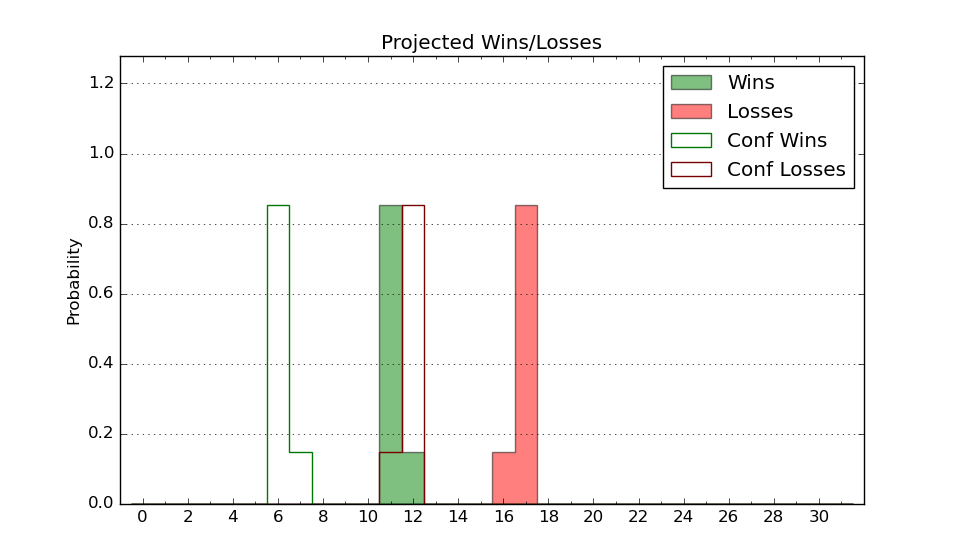 Projected Wins/Losses
Wins
Losses
Conf Wins
Conf Losses
Probability
1.2
1.0
0.8
0.6
0.4
0.2
0.0
0 2 4 6 8 10 12 14 16 18 20 22 24 26 28 30